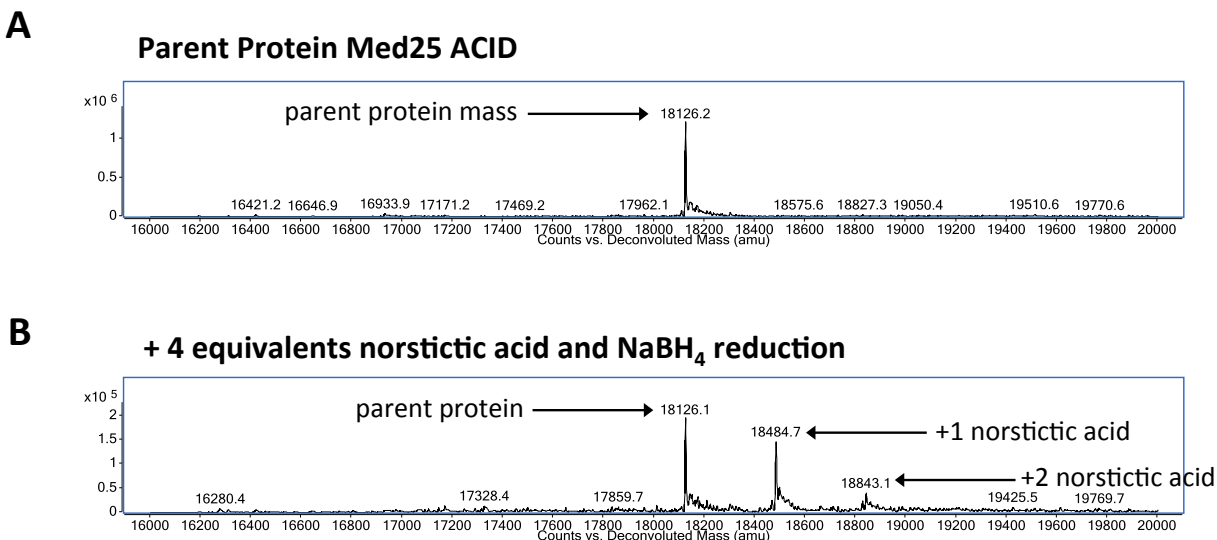 A
Parent Protein Med25 ACID
x10 6
parent protein mass
18126.2
1
0.5
0
16421.2 16646.9 16933.9 17171.2 17469.2 17962.1 18575.6 18827.3 19050.4 19510.6 19770.6
16000 16200 16400 16600 16800 17000 17200 17400 17600 17800 18000 18200 18400 18600 18800 19000 19200 19400 19600 19800 20000
Counts vs. Deconvoluted Mass (amu)
B
+ 4 equivalents norstictic acid and NaBH4 reduction
x10 5
parent protein
18126.1
2
1.5
1
0.5
0
18484.7
+1 norstictic acid
18843.1
+2 norstictic acid
16280.4 17328.4 17859.7 19425.5 19769.7
16000 16200 16400 16600 16800 17000 17200 17400 17600 17800 18000 18200 18400 18600 18800 19000 19200 19400 19600 19800 20000
Counts vs. Deconvoluted Mass (amu)